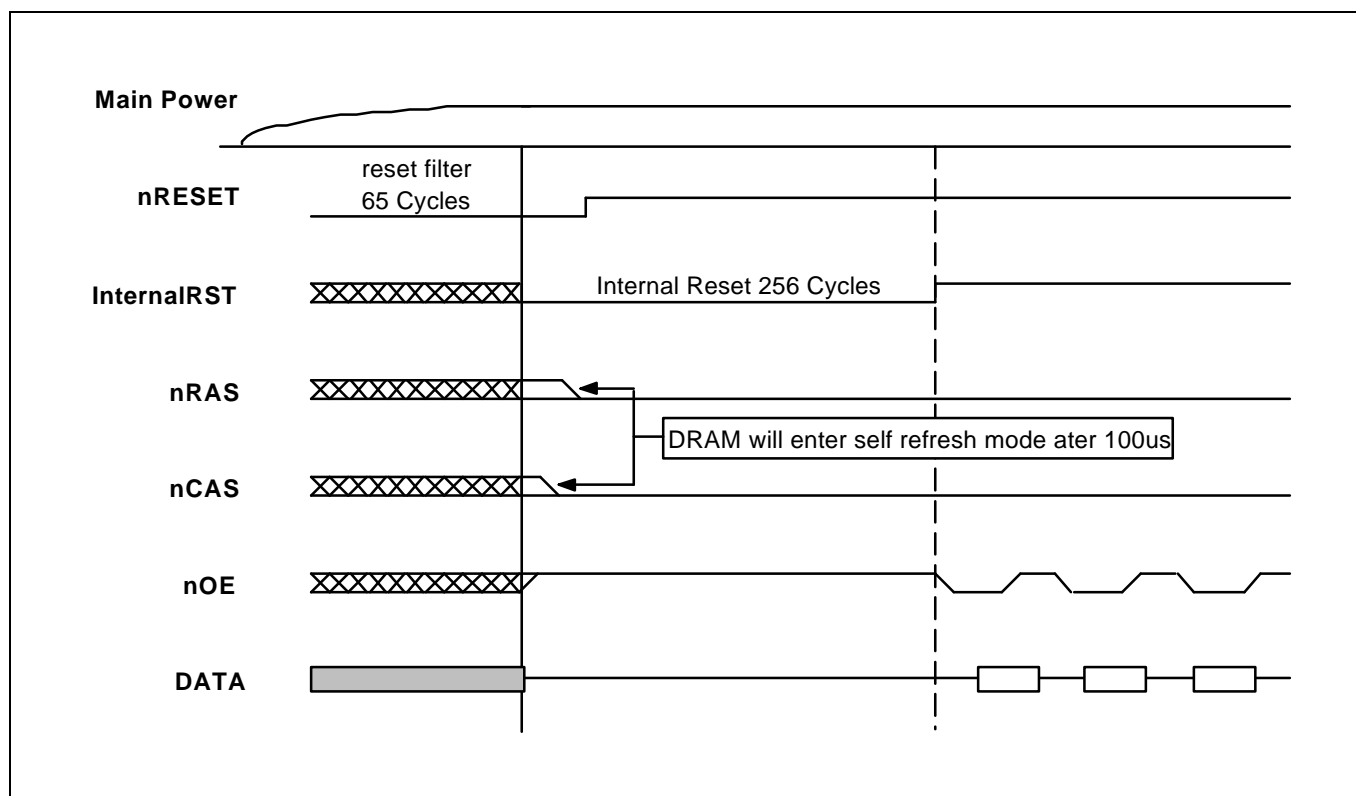 Main Power
reset filter
65 Cycles
nRESET
InternalRST
Internal Reset 256 Cycles
nRAS
DRAM will enter self refresh mode ater 100us
nCAS
nOE
DATA